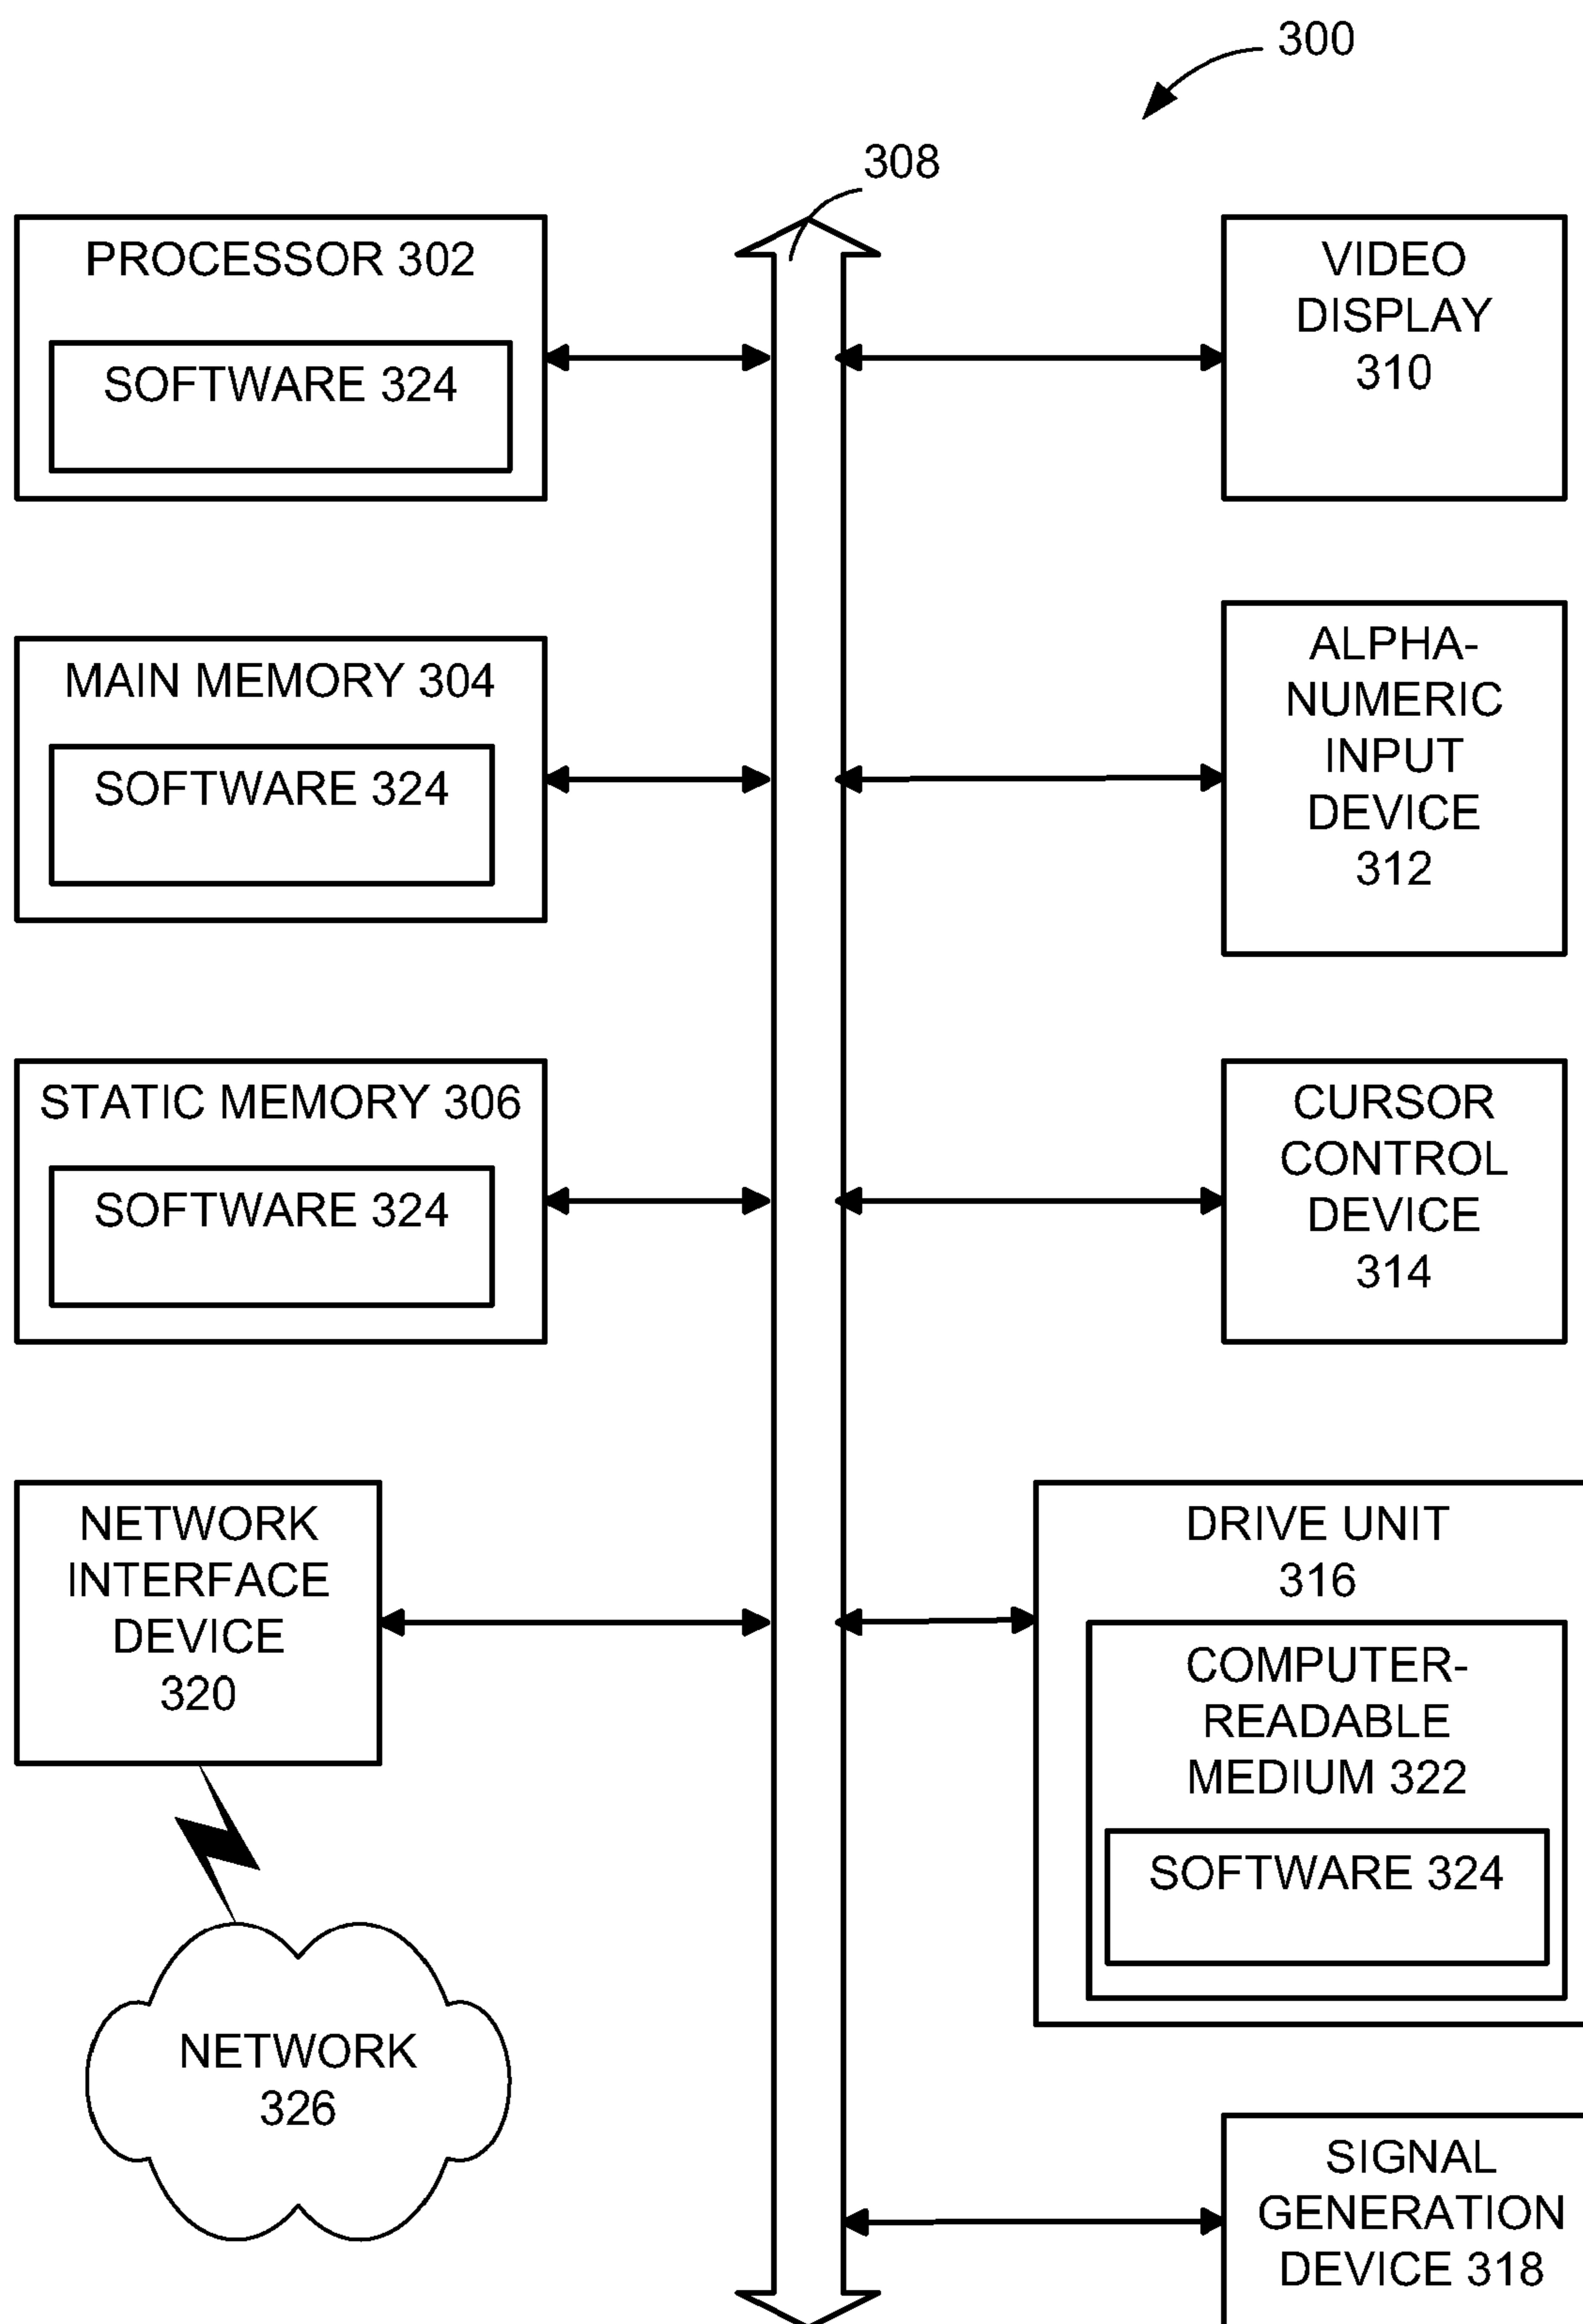 300
308
PROCESSOR 302
SOFTWARE 324
VIDEO
DISPLAY
310
MAIN MEMORY 304
SOFTWARE 324
ALPHA-
NUMERIC
INPUT
DEVICE
312
STATIC MEMORY 306
SOFTWARE 324
CURSOR
CONTROL
DEVICE
314
NETWORK
INTERFACE
DEVICE
320
DRIVE UNIT
316
COMPUTER-
READABLE
MEDIUM 322
SOFTWARE 324
NETWORK
326
SIGNAL
GENERATION
DEVICE 318